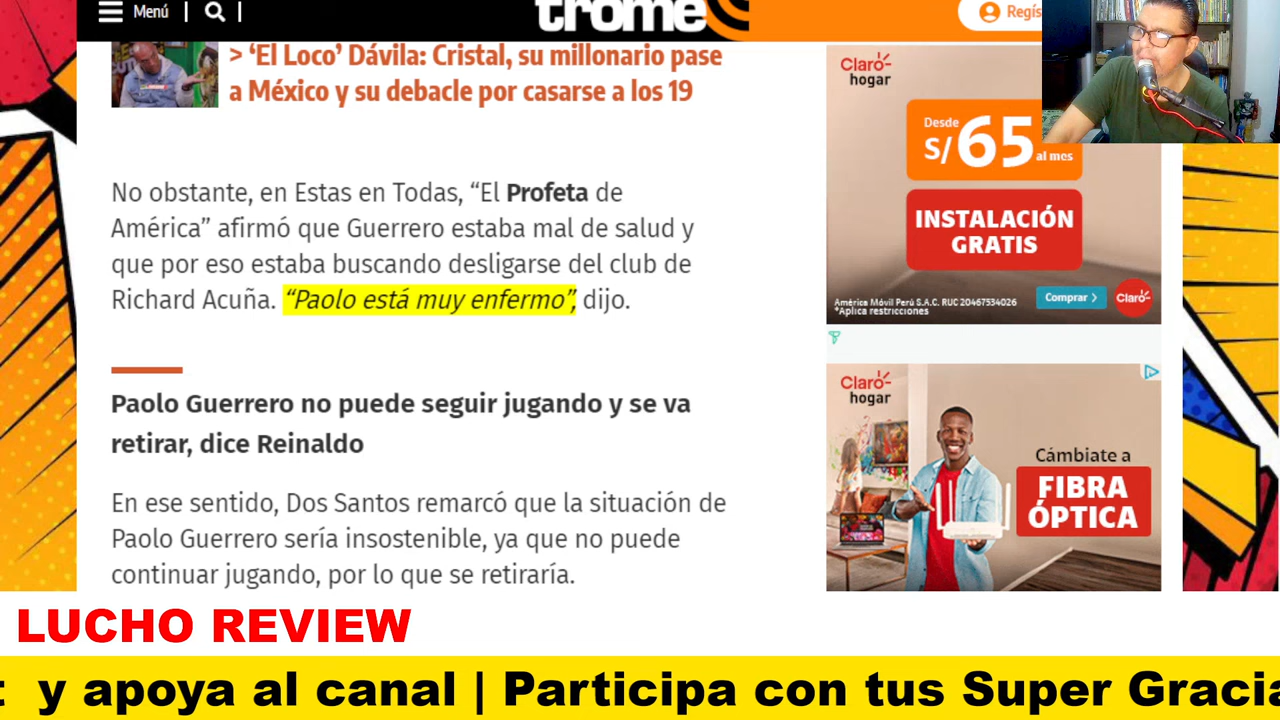 Menú
trome
Regís
> ‘El Loco’ Dávila: Cristal, su millonario pase
a México y su debacle por casarse a los 19
No obstante, en Estas en Todas, “El Profeta de
América” afirmó que Guerrero estaba mal de salud y
que por eso estaba buscando desligarse del club de
Richard Acuña. “Paolo está muy enfermo”, dijo.
Paolo Guerrero no puede seguir jugando y se va
retirar, dice Reinaldo
En ese sentido, Dos Santos remarcó que la situación de
Paolo Guerrero sería insostenible, ya que no puede
continuar jugando, por lo que se retiraría.
Claro
hogar
Desde
S/65
al mes
INSTALACIÓN
GRATIS
América Móvil Perú S.A.C. RUC 20467534026
*Aplica restricciones
Comprar >
Claro
Claro
hogar
Cámbiate a
FIBRA
ÓPTICA
LUCHO REVIEW
t y apoya al canal | Participa con tus Super Gracia